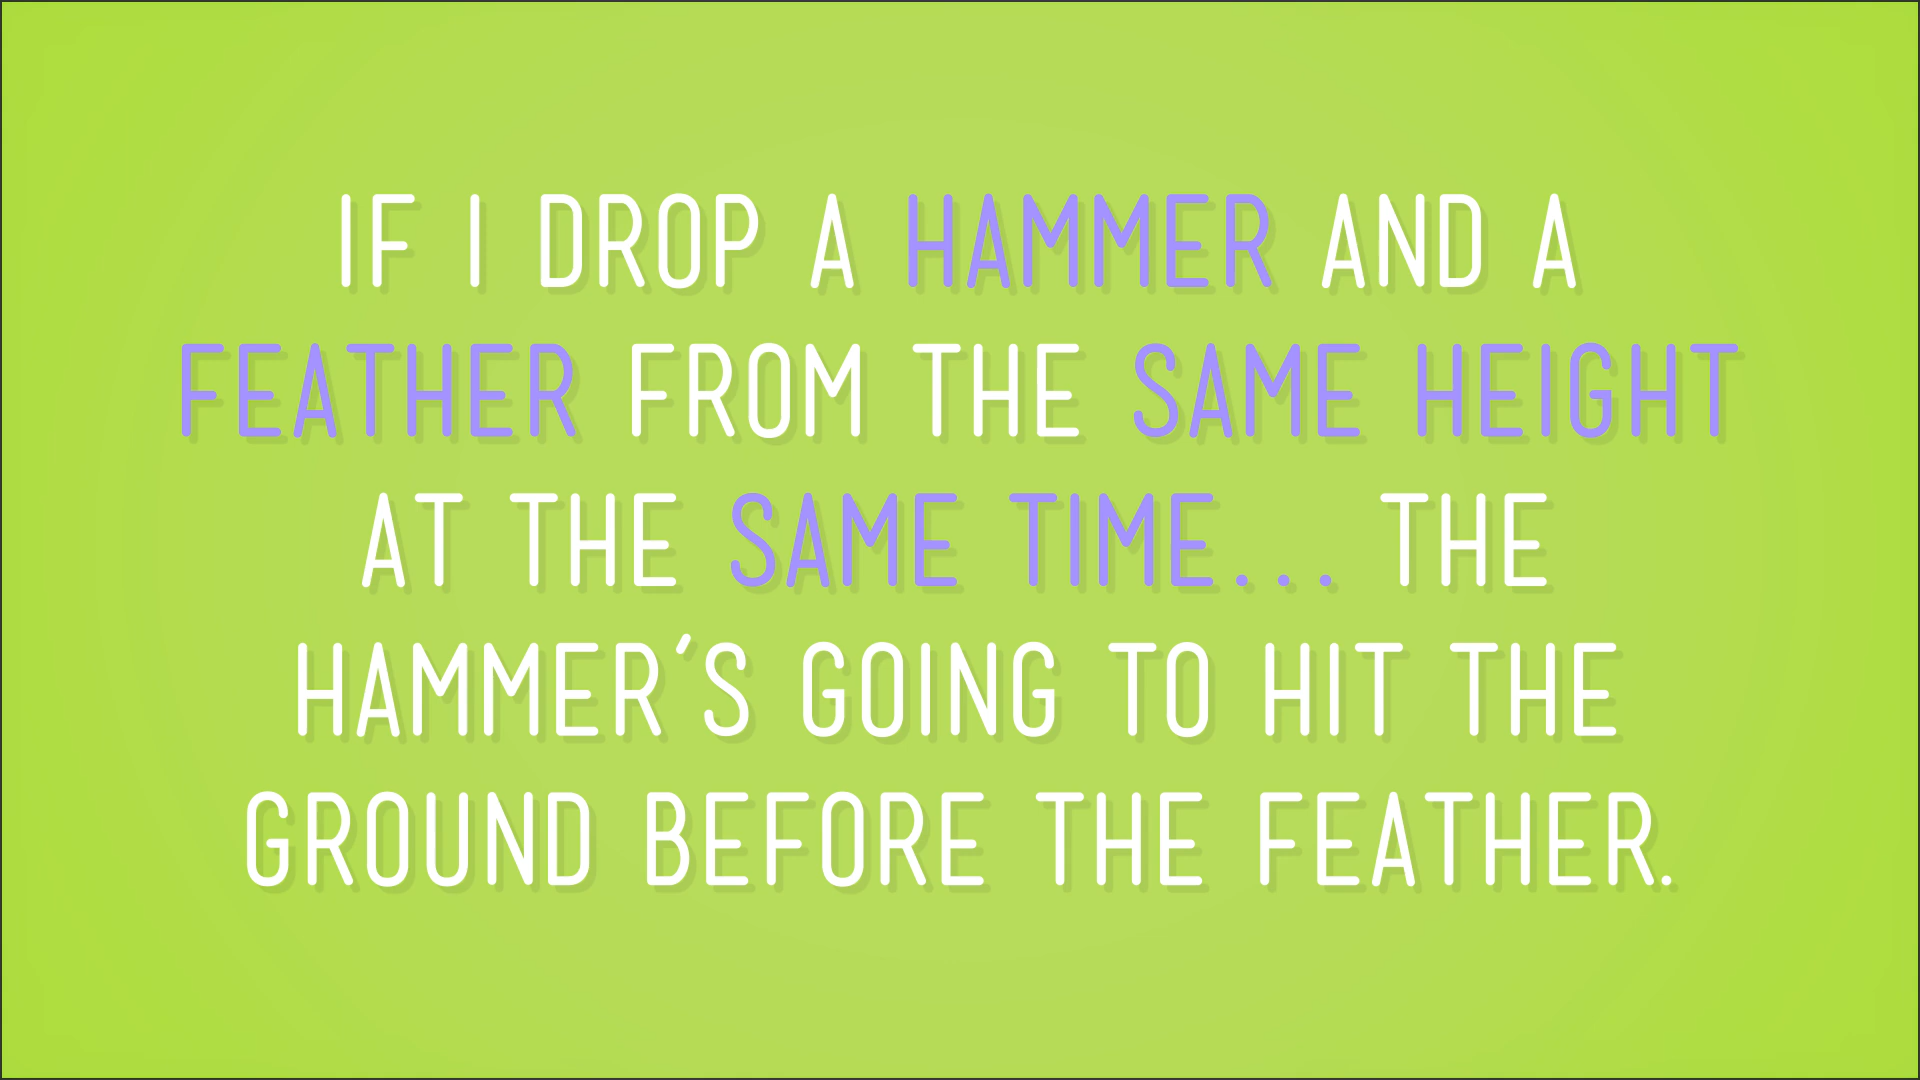 IF I DROP A HAMMER AND A
FEATHER FROM THE SAME HEIGHT
AT THE SAME TIME... THE
HAMMER'S GOING TO HIT THE
GROUND BEFORE THE FEATHER.